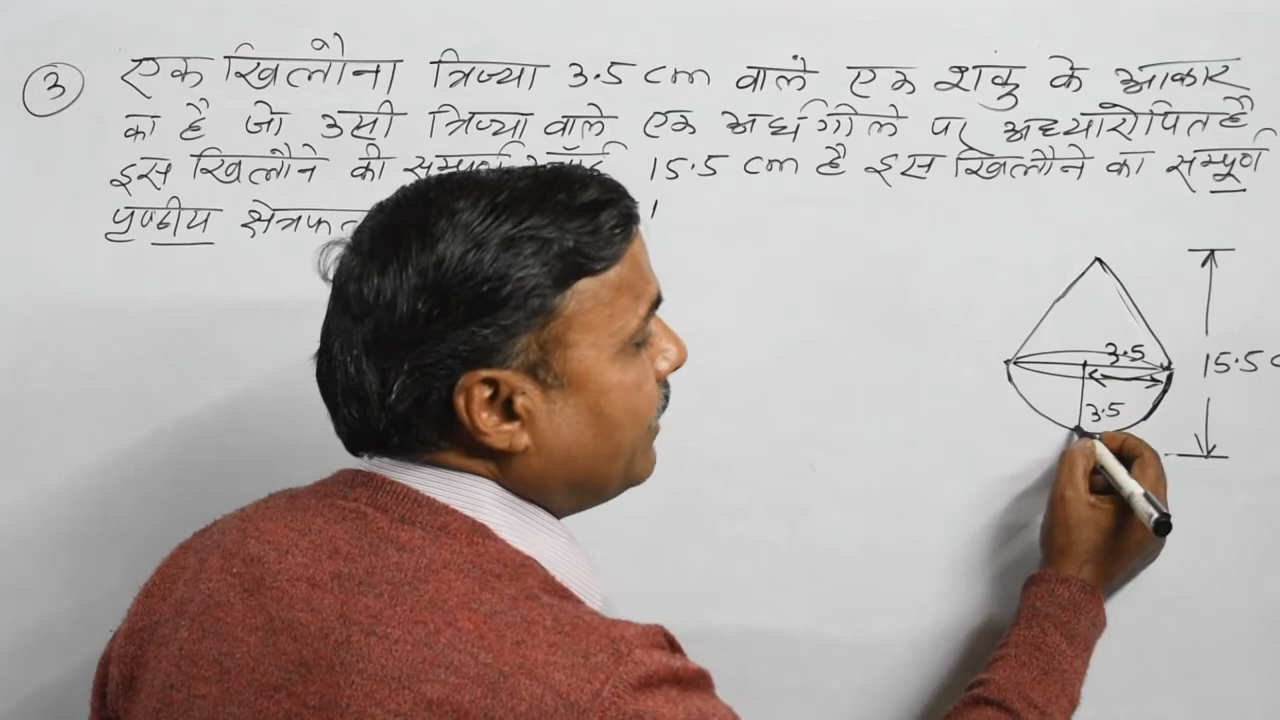 ③ एक खिलौना त्रिज्या 3.5 cm वाले एक शंकु के आकार
का है जो उसी त्रिज्या वाले एक अर्धगोले पर अध्यारोपित है
इस खिलौने की सम्पूर्ण 15.5 cm है इस खिलौने का सम्पूर्ण
पृष्ठीय
3.5
15.5
3.5